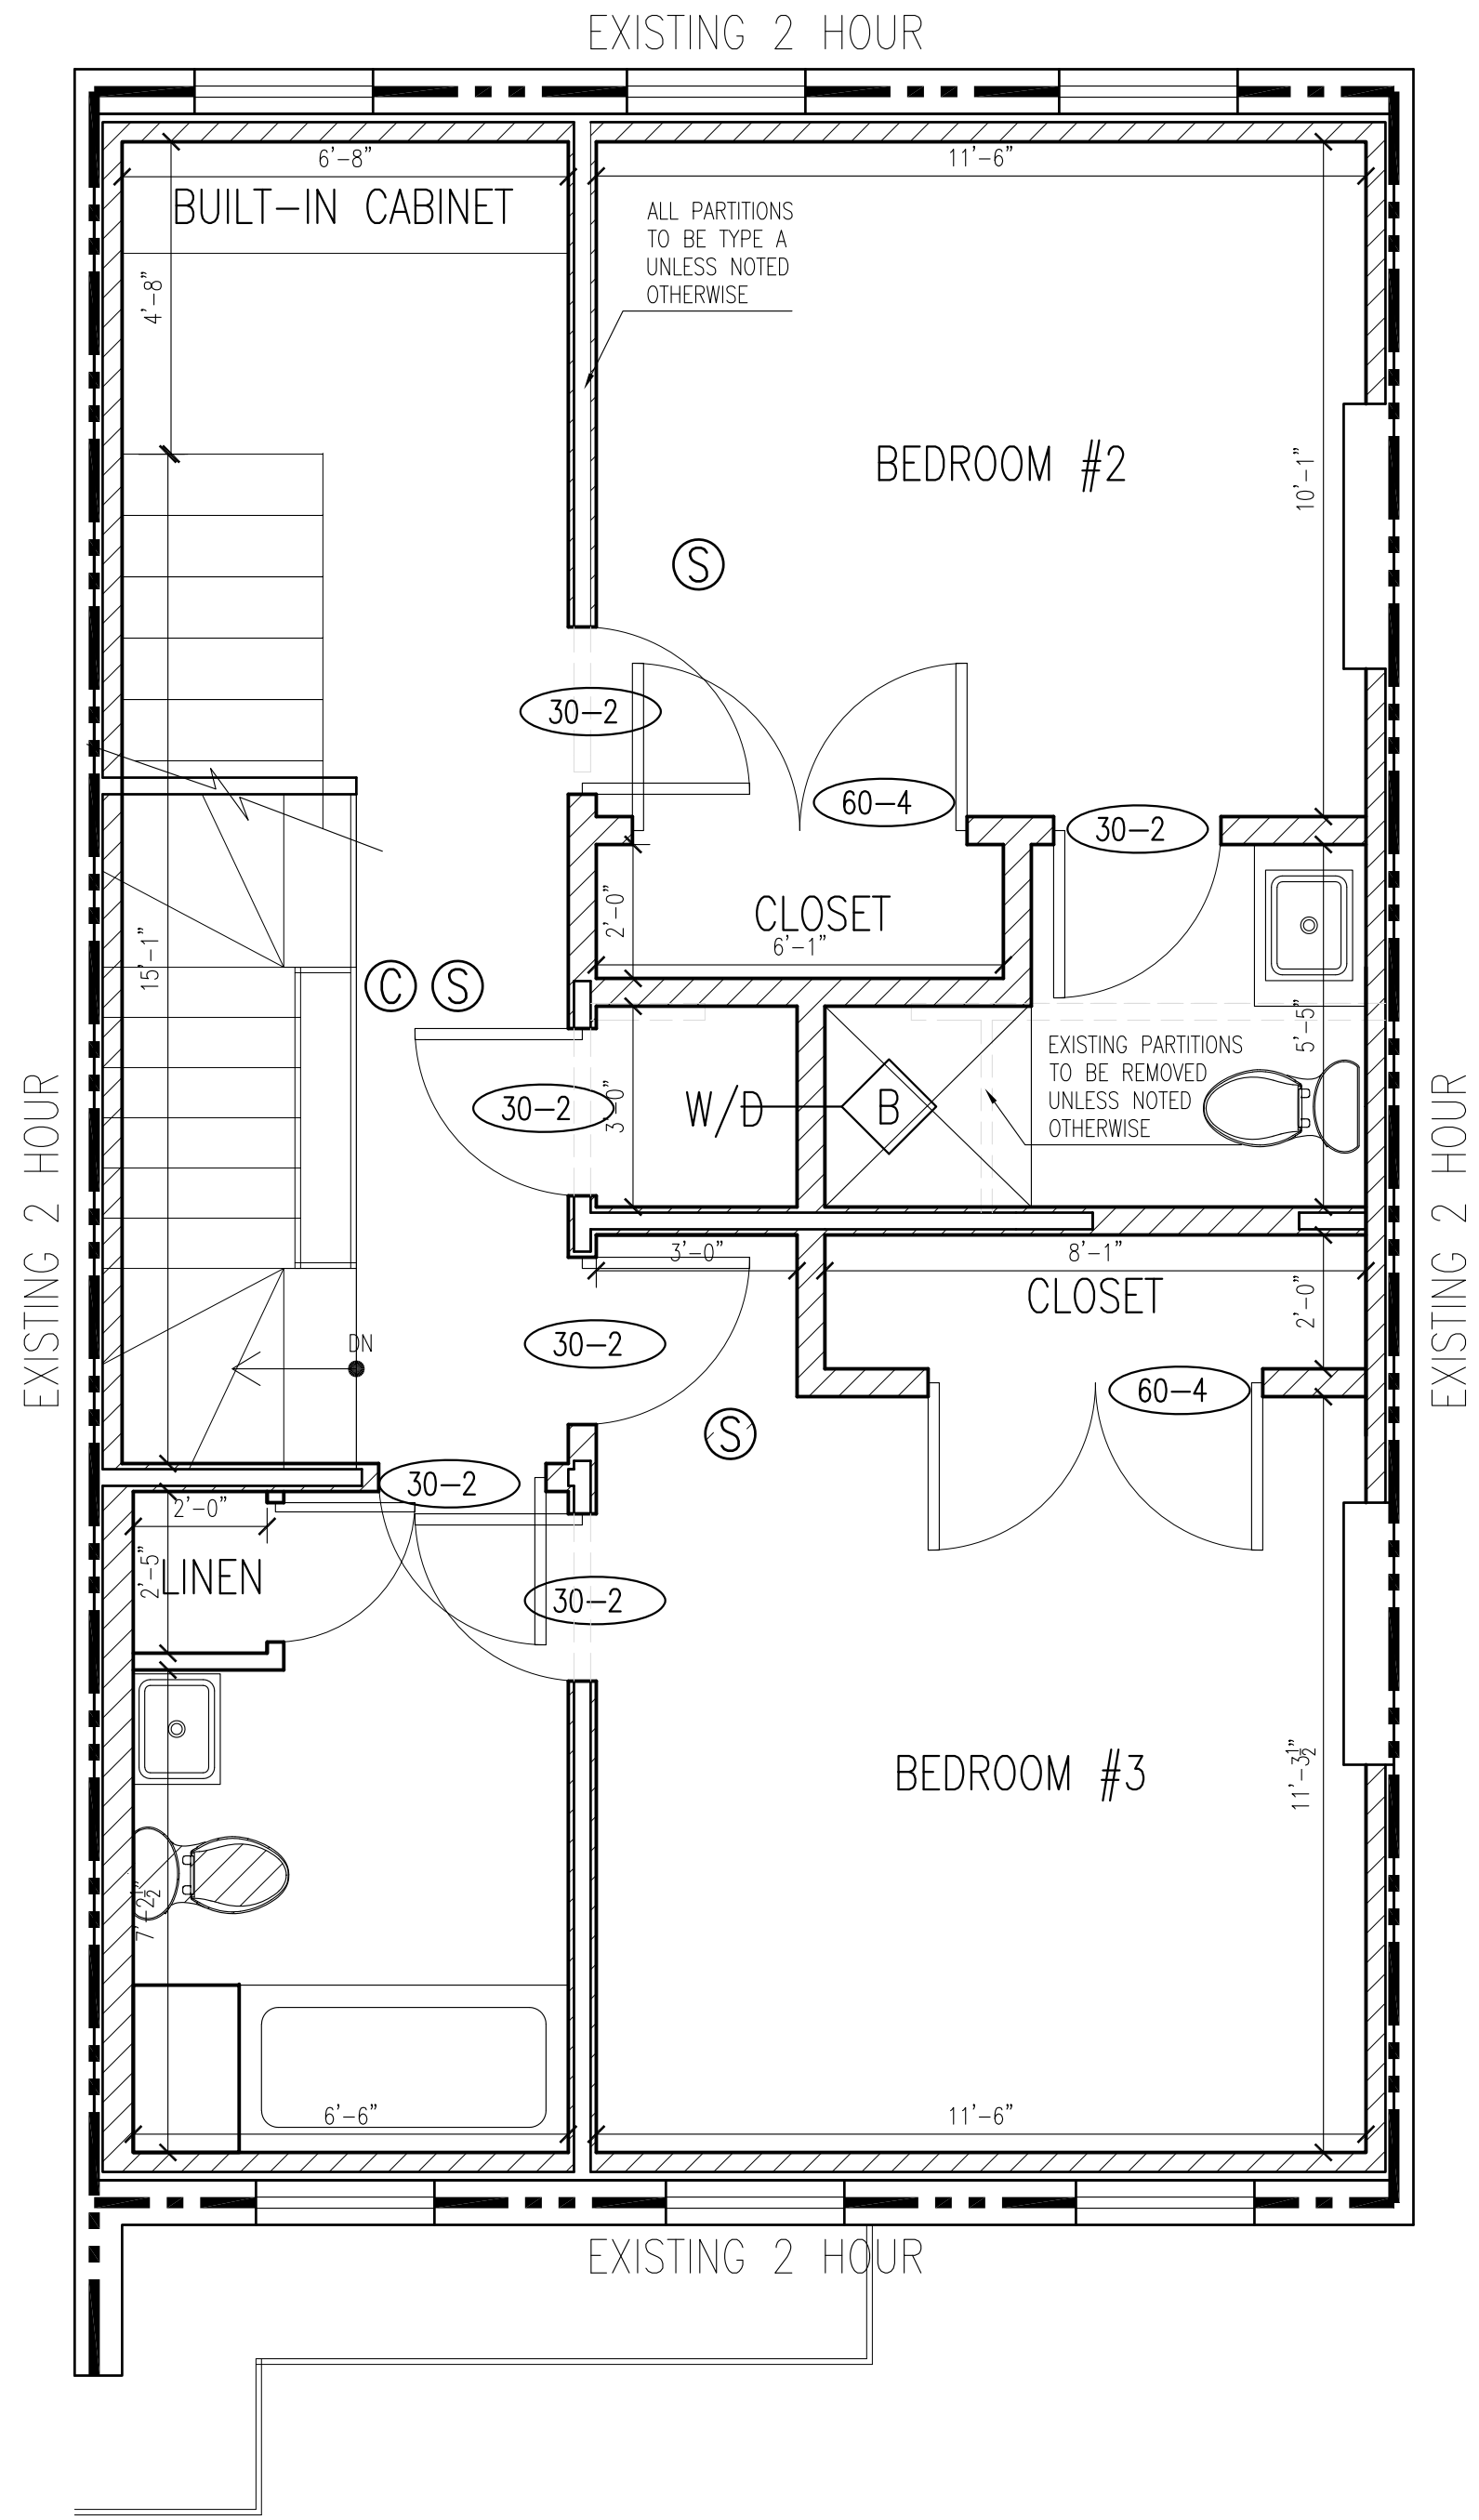 EXISTING 2 HOUR
6'-8"
11'-6"
BUILT-IN CABINET
ALL PARTITIONS
TO BE TYPE A
UNLESS NOTED
OTHERWISE
4'-8"
BEDROOM #2
10'-1"
S
30-2
60-4
30-2
2'-0"
CLOSET
6'-1"
15'-1"
C
S
5'-5"
EXISTING PARTITIONS
TO BE REMOVED
UNLESS NOTED
OTHERWISE
30-2
3'-0"
W/D
B
EXISTING 2 HOUR
EXISTING 2 HOUR
3'-0"
8'-1"
CLOSET
2'-0"
DN
30-2
60-4
S
30-2
2'-0"
2'-5"
LINEN
30-2
BEDROOM #3
11'-3½"
7'-2½"
6'-6"
11'-6"
EXISTING 2 HOUR